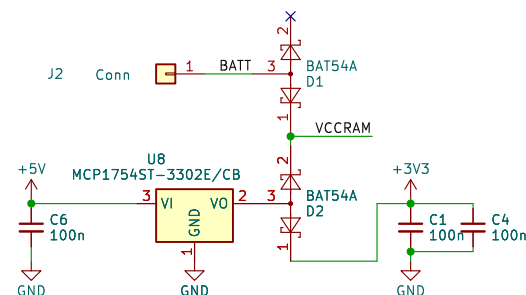 2
J2
Conn
1
BATT
3
BAT54A
D1
1
VCCRAM
U8
MCP1754ST-3302E/CB
2
+5V
+3V3
3
VI
VO
2
3
BAT54A
D2
GND
C6
100n
C1
100n
C4
100n
1
1
GND
GND
GND